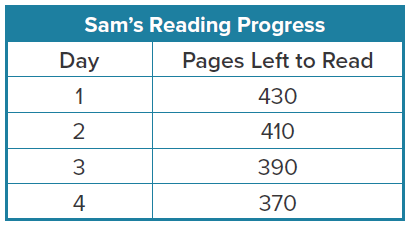 Sam’s Reading Progress
Day Pages Left to Read
1 430
2 410
3 390
4 370